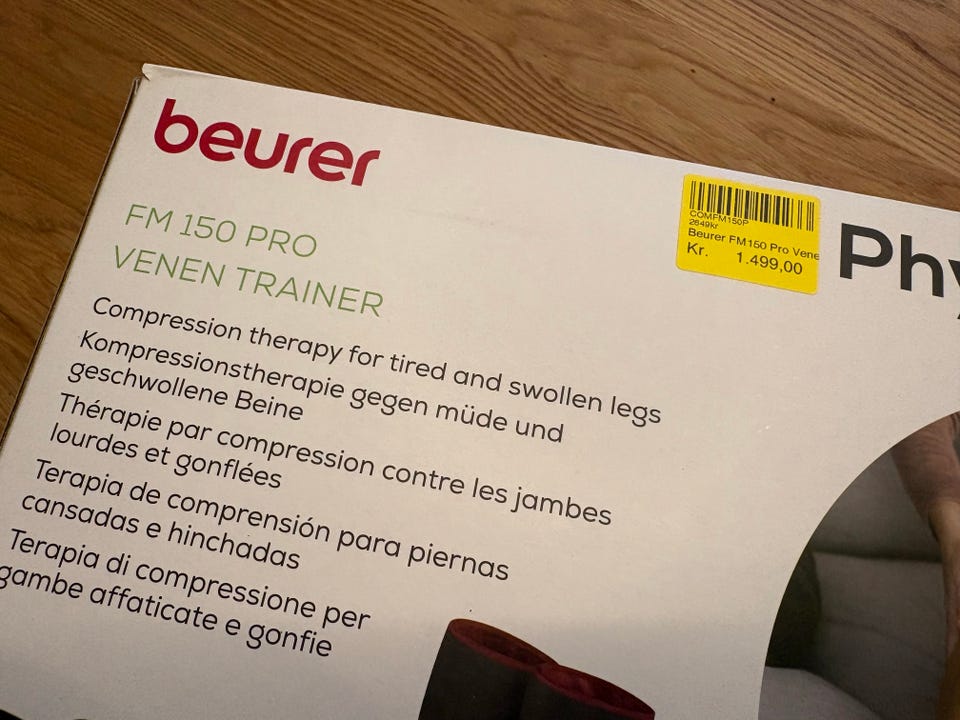 beurer
FM 150 PRO
VENEN TRAINER
Compression therapy for tired and swollen legs
Kompressionstherapie gegen müde und
geschwollene Beine
Thérapie par compression contre les jambes
lourdes et gonflées
Terapia de comprensión para piernas
cansadas e hinchadas
Terapia di compressione per
gambe affaticate e gonfie
COMFM150P
2649kr
Beurer FM150 Pro Vene
Kr. 1.499,00
Phy